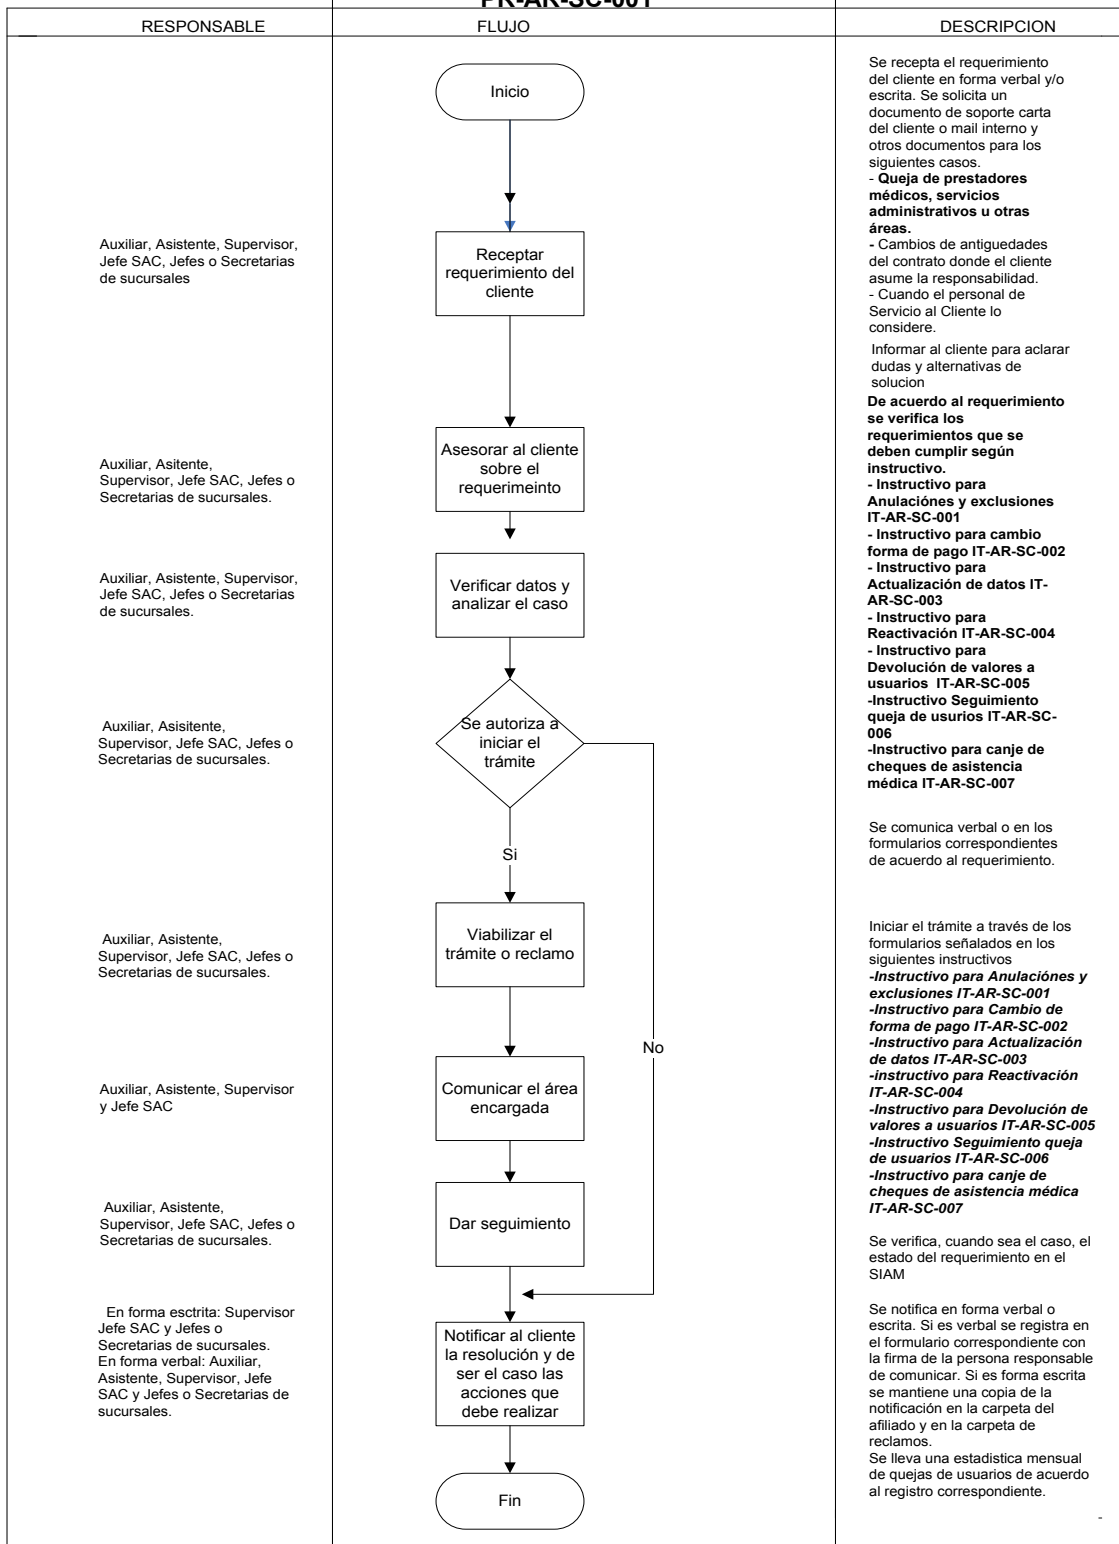 PR-AR-SC-001
RESPONSABLE
FLUJO
DESCRIPCION
Inicio
Se recepta el requerimiento
del cliente en forma verbal y/o
escrita. Se solicita un
documento de soporte carta
del cliente o mail interno y
otros documentos para los
siguientes casos.
- Queja de prestadores
médicos, servicios
administrativos u otras
áreas.
- Cambios de antiguedades
del contrato donde el cliente
asume la responsabilidad.
- Cuando el personal de
Servicio al Cliente lo
considere.
Auxiliar, Asistente, Supervisor,
Jefe SAC, Jefes o Secretarias
de sucursales
Receptar
requerimiento del
cliente
Informar al cliente para aclarar
dudas y alternativas de
solucion
Auxiliar, Asitente,
Supervisor, Jefe SAC, Jefes o
Secretarias de sucursales.
Asesorar al cliente
sobre el
requerimeinto
De acuerdo al requerimiento
se verifica los
requerimientos que se
deben cumplir según
instructivo.
- Instructivo para
Anulaciónes y exclusiones
IT-AR-SC-001
- Instructivo para cambio
forma de pago IT-AR-SC-002
- Instructivo para
Actualización de datos IT-
AR-SC-003
- Instructivo para
Reactivación IT-AR-SC-004
- Instructivo para
Devolución de valores a
usuarios  IT-AR-SC-005
-Instructivo Seguimiento
queja de usurios IT-AR-SC-
006
-Instructivo para canje de
cheques de asistencia
médica IT-AR-SC-007
Auxiliar, Asistente, Supervisor,
Jefe SAC, Jefes o Secretarias
de sucursales.
Verificar datos y
analizar el caso
Auxiliar, Asisitente,
Supervisor, Jefe SAC, Jefes o
Secretarias de sucursales.
Se autoriza a
iniciar el
trámite
Si
No
Se comunica verbal o en los
formularios correspondientes
de acuerdo al requerimiento.
Auxiliar, Asistente,
Supervisor, Jefe SAC, Jefes o
Secretarias de sucursales.
Viabilizar el
trámite o reclamo
Iniciar el trámite a través de los
formularios señalados en los
siguientes instructivos
-Instructivo para Anulaciónes y
exclusiones IT-AR-SC-001
-Instructivo para Cambio de
forma de pago IT-AR-SC-002
-Instructivo para Actualización
de datos IT-AR-SC-003
-instructivo para Reactivación
IT-AR-SC-004
-Instructivo para Devolución de
valores a usuarios IT-AR-SC-005
-Instructivo Seguimiento queja
de usuarios IT-AR-SC-006
-Instructivo para canje de
cheques de asistencia médica
IT-AR-SC-007
Auxiliar, Asistente, Supervisor
y Jefe SAC
Comunicar el área
encargada
Auxiliar, Asistente,
Supervisor, Jefe SAC, Jefes o
Secretarias de sucursales.
Dar seguimiento
Se verifica, cuando sea el caso, el
estado del requerimiento en el
SIAM
En forma esctrita: Supervisor
Jefe SAC y Jefes o
Secretarias de sucursales.
En forma verbal: Auxiliar,
Asistente, Supervisor, Jefe
SAC y Jefes o Secretarias de
sucursales.
Notificar al cliente
la resolución y de
ser el caso las
acciones que
debe realizar
Se notifica en forma verbal o
escrita. Si es verbal se registra en
el formulario correspondiente con
la firma de la persona responsable
de comunicar. Si es forma escrita
se mantiene una copia de la
notificación en la carpeta del
afiliado y en la carpeta de
reclamos.
Se lleva una estadistica mensual
de quejas de usuarios de acuerdo
al registro correspondiente.
Fin
-